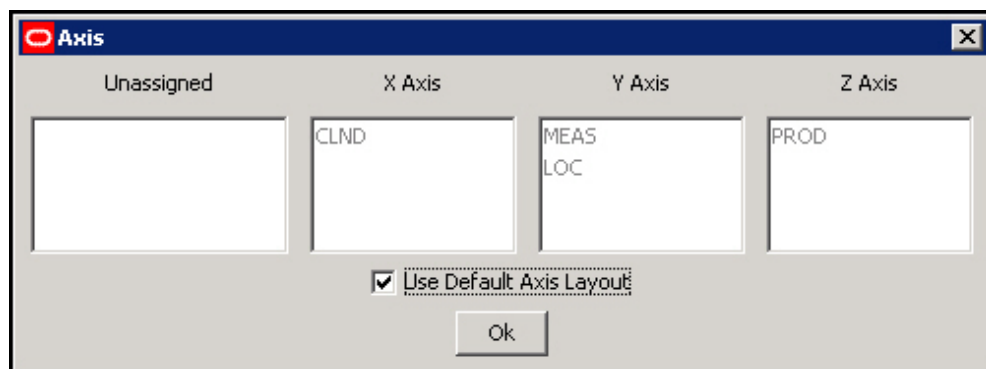 Axis
Unassigned X Axis Y Axis Z Axis
CLND MEAS PROD
LOC
Use Default Axis Layout
Ok